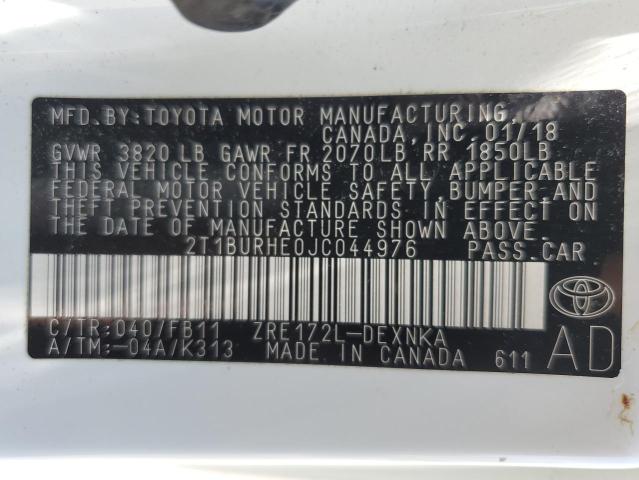 MFD. BY: TOYOTA MOTOR MANUFACTURING,
CANADA, INC. 01/18
GVWR 3820 LB GAWR FR 2070LB RR 1850LB
THIS VEHICLE CONFORMS TO ALL APPLICABLE
FEDERAL MOTOR VEHICLE SAFETY, BUMPER AND
THEFT PREVENTION STANDARDS IN EFFECT ON
THE DATE OF MANUFACTURE SHOWN ABOVE.
2T1BURHE0JC044976 PASS. CAR
C/TR: 040/FB11 ZRE172L-DEXNKA
A/TM: -04A/K313 MADE IN CANADA 611 AD